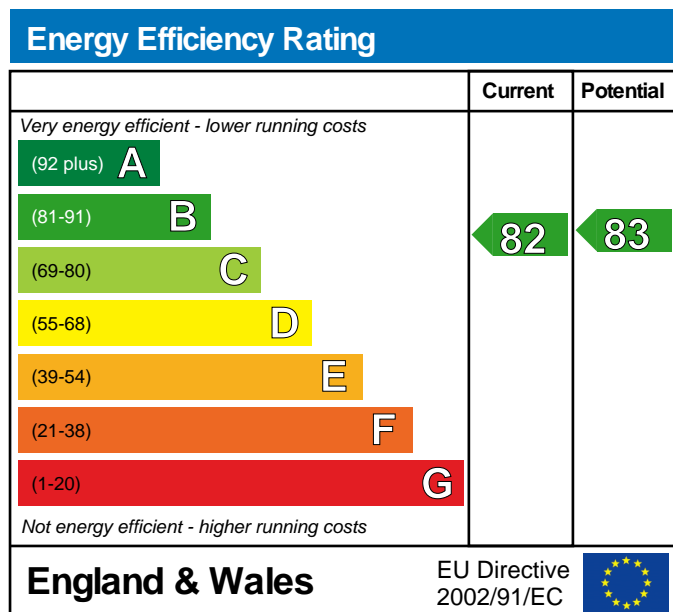 Energy Efficiency Rating
Current Potential
Very energy efficient - lower running costs
(92 plus) A
(81-91) B
82 83
(69-80) C
(55-68) D
(39-54) E
(21-38) F
(1-20) G
Not energy efficient - higher running costs
England & Wales
EU Directive
2002/91/EC